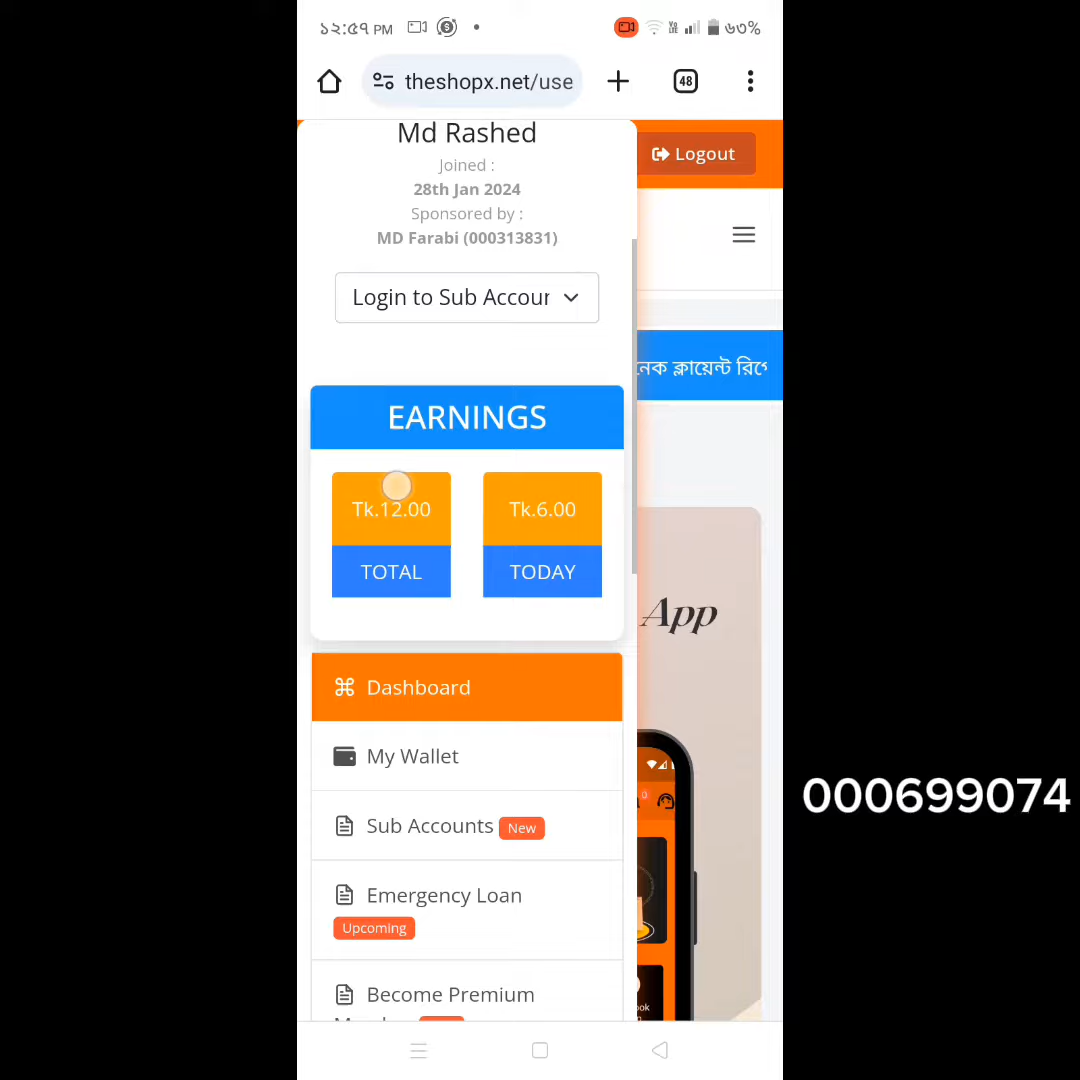 ১২:৫৭ PM
৬৩%
theshopx.net/use
48
Md Rashed
Joined :
28th Jan 2024
Sponsored by :
MD Farabi (000313831)
Logout
Login to Sub Accour
নেক ক্লায়েন্ট রিপে
EARNINGS
Tk.12.00
Tk.6.00
TOTAL
TODAY
App
Dashboard
My Wallet
000699074
Sub Accounts New
Emergency Loan
Upcoming
Become Premium
ook